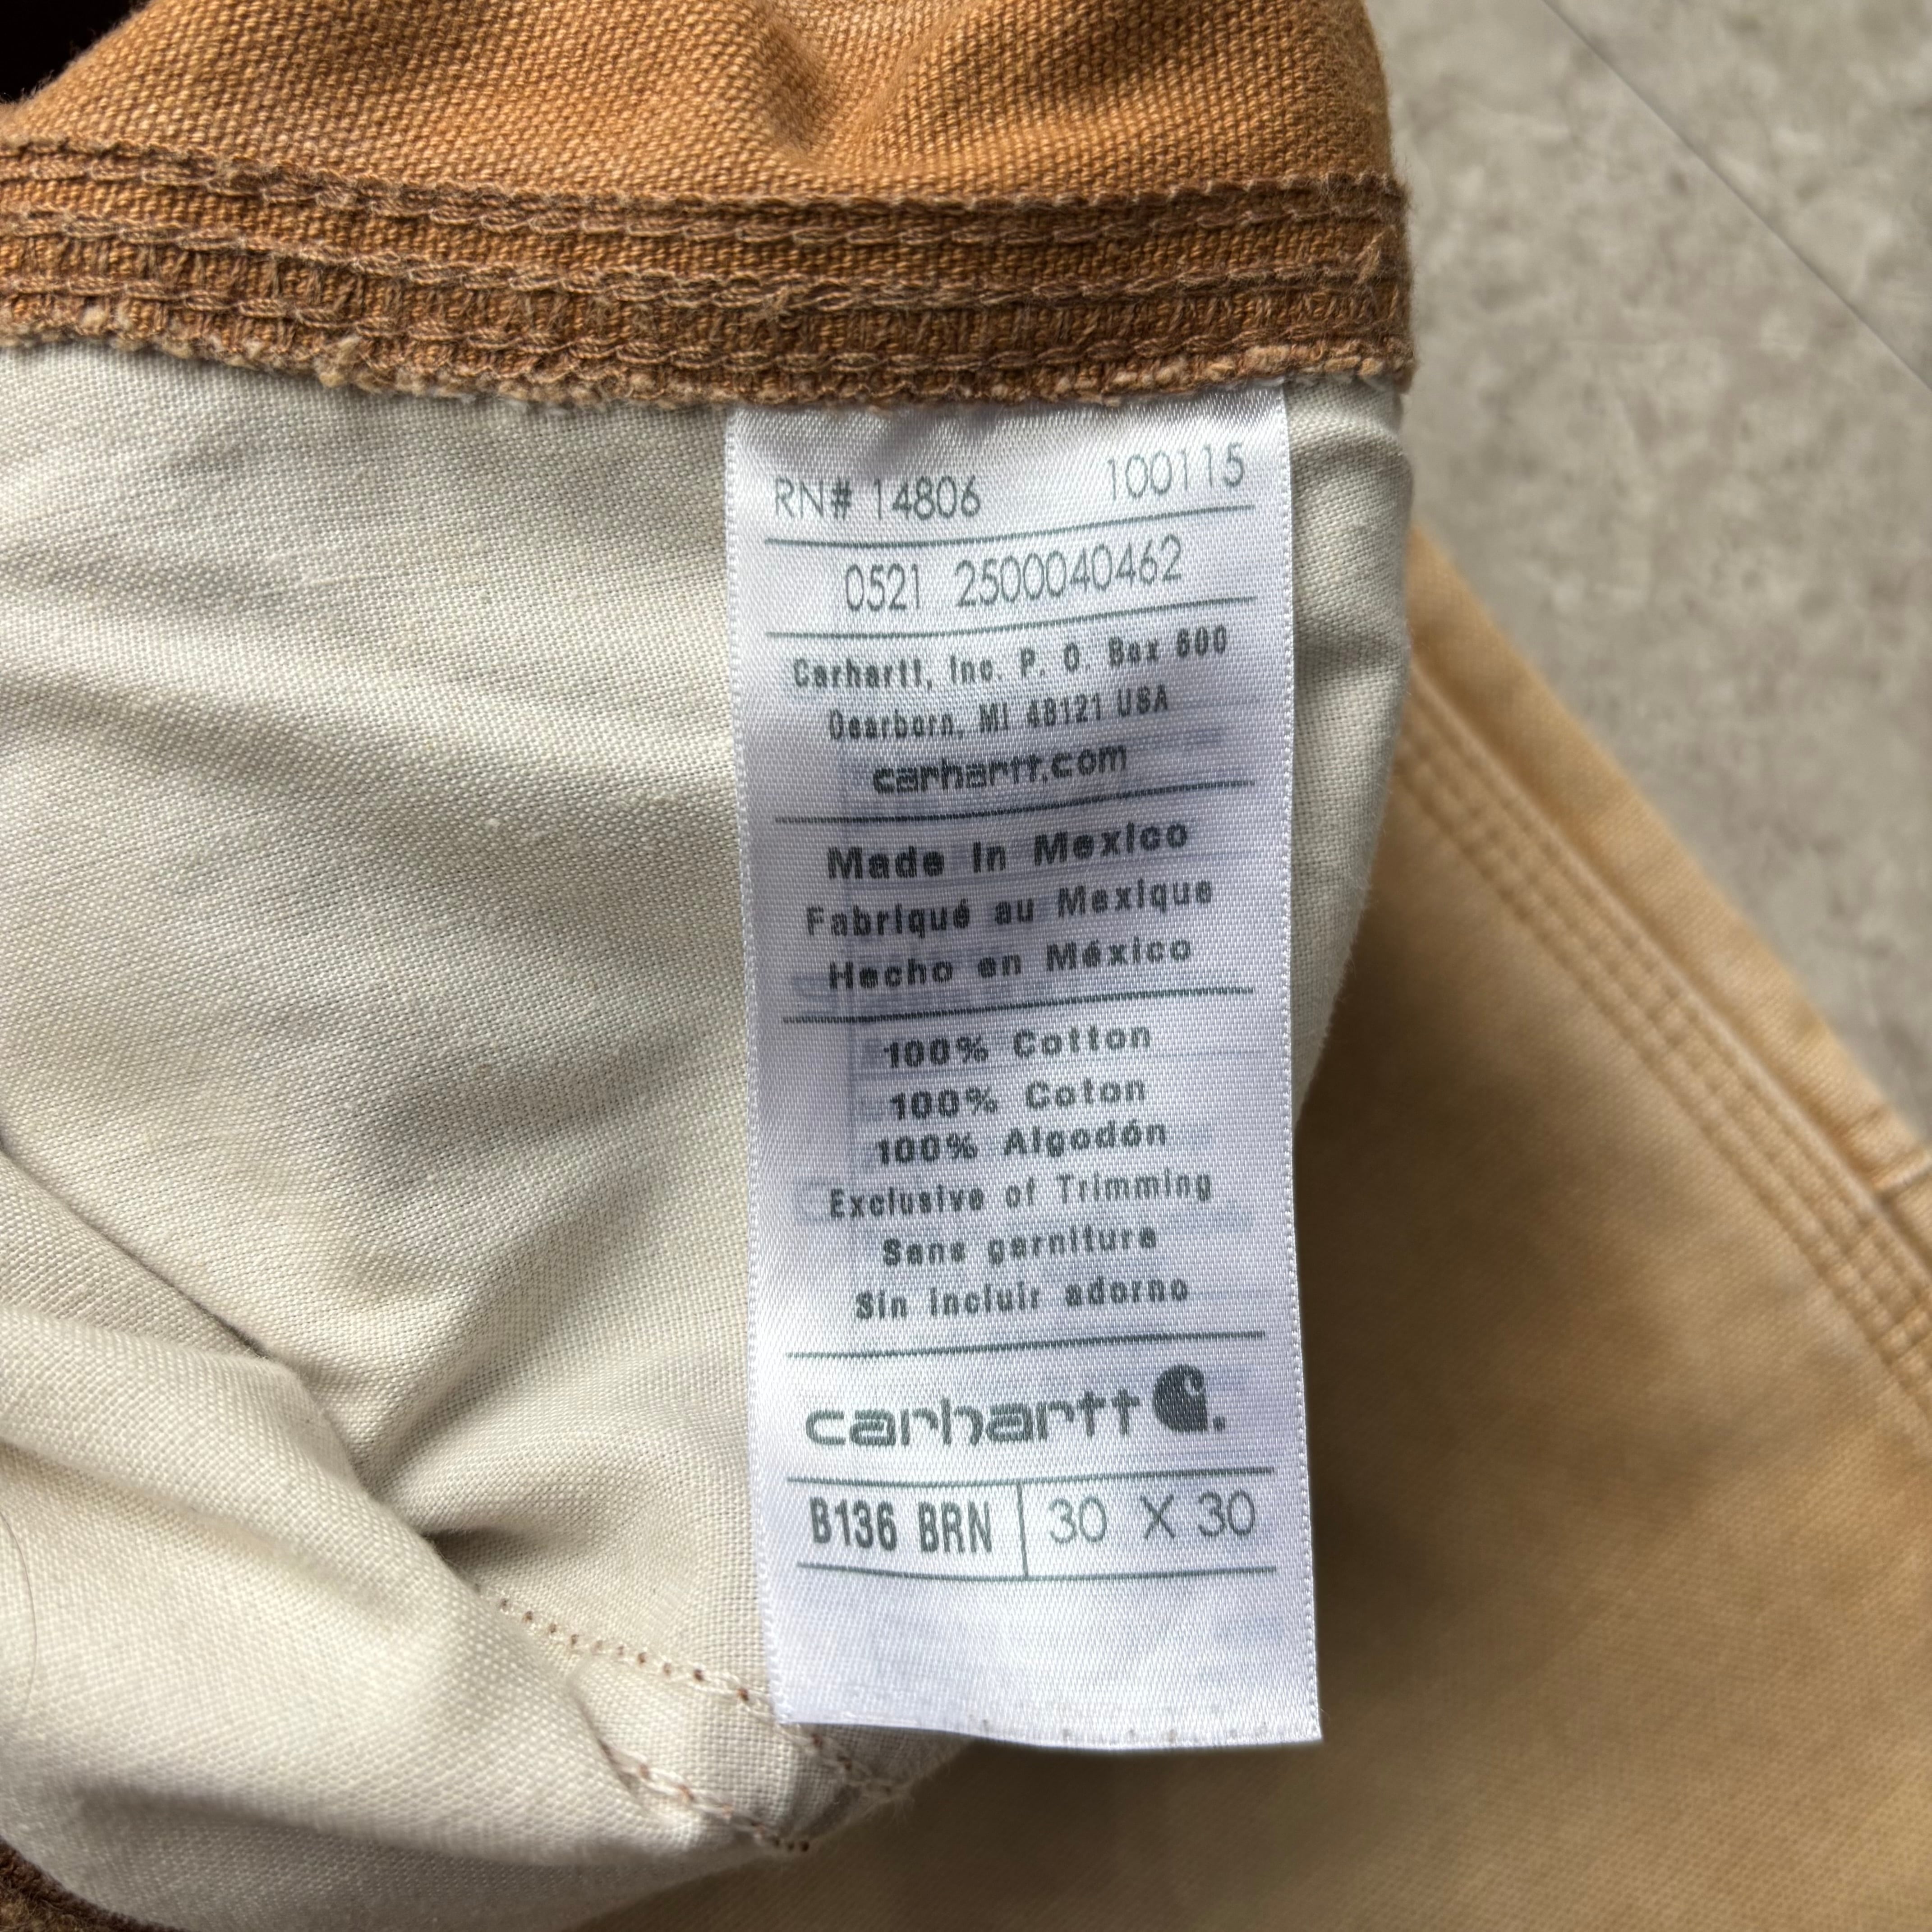 RN# 14806 100115
0521 2500040462
Carhartt, Inc. P. O. Box 600
Dearborn, MI 48121 USA
carhartt.com
Made In Mexico
Fabriqué au Mexique
Hecho en México
100% Cotton
100% Coton
100% Algodón
Exclusive of Trimming
Sans garniture
Sin incluir adorno
carhartt
B136 BRN 30 X 30